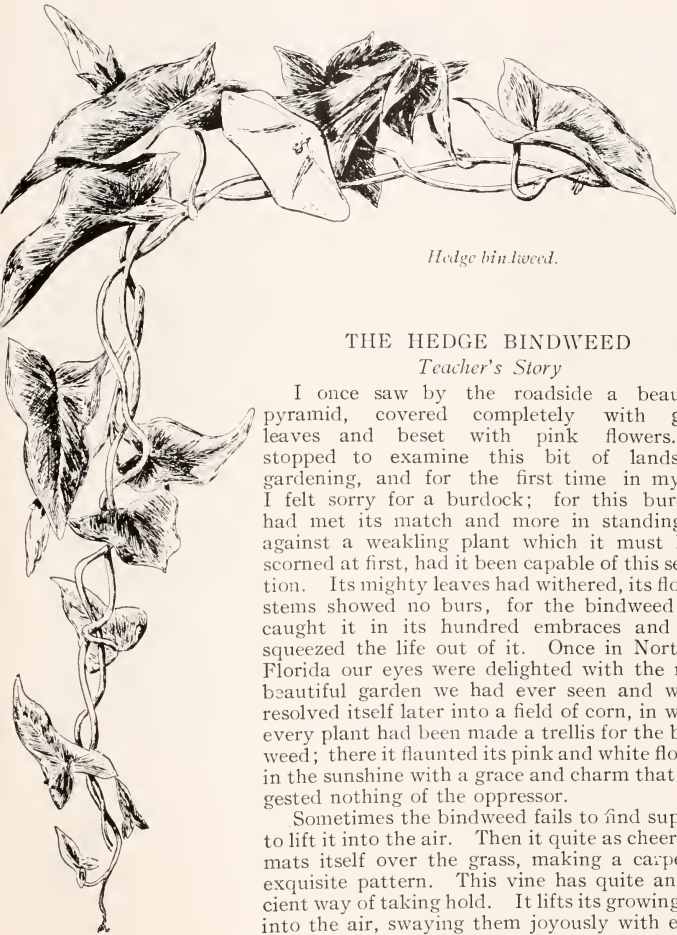 Hedge bindweed.
THE HEDGE BINDWEED
Teacher's Story
I once saw by the roadside a beau
pyramid, covered completely with g
leaves and beset with pink flowers.
stopped to examine this bit of lands
gardening, and for the first time in my
I felt sorry for a burdock; for this bur
had met its match and more in standing
against a weakling plant which it must
scorned at first, had it been capable of this se
tion. Its mighty leaves had withered, its flo
stems showed no burs, for the bindweed
caught it in its hundred embraces and
squeezed the life out of it. Once in Nort
Florida our eyes were delighted with the
beautiful garden we had ever seen and w
resolved itself later into a field of corn, in w
every plant had been made a trellis for the b
weed; there it flaunted its pink and white flo
in the sunshine with a grace and charm that
gested nothing of the oppressor.
Sometimes the bindweed fails to find sup
to lift it into the air. Then it quite as cheer
mats itself over the grass, making a carpe
exquisite pattern. This vine has quite an
cient way of taking hold. It lifts its growing
into the air, swaying them joyously with e